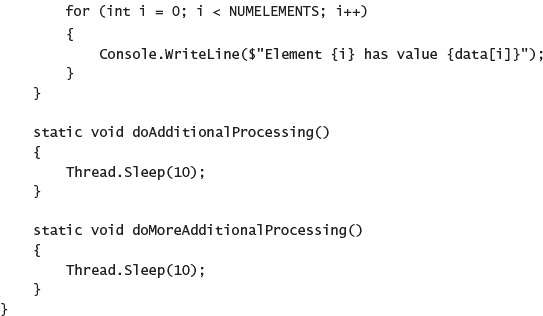 for (int i = 0; i < NUMELEMENTS; i++)
        {
            Console.WriteLine($"Element {i} has value {data[i]}");
        }
    }

    static void doAdditionalProcessing()
    {
        Thread.Sleep(10);
    }

    static void doMoreAdditionalProcessing()
    {
        Thread.Sleep(10);
    }
}